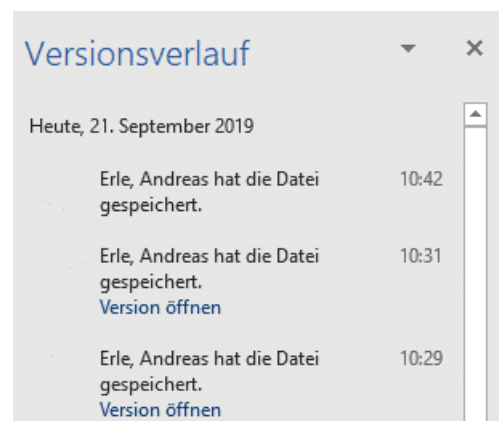 Versionsverlauf
Heute, 21. September 2019
Erle, Andreas hat die Datei 10:42
gespeichert.
Erle, Andreas hat die Datei 10:31
gespeichert.
Version öffnen
Erle, Andreas hat die Datei 10:29
gespeichert.
Version öffnen